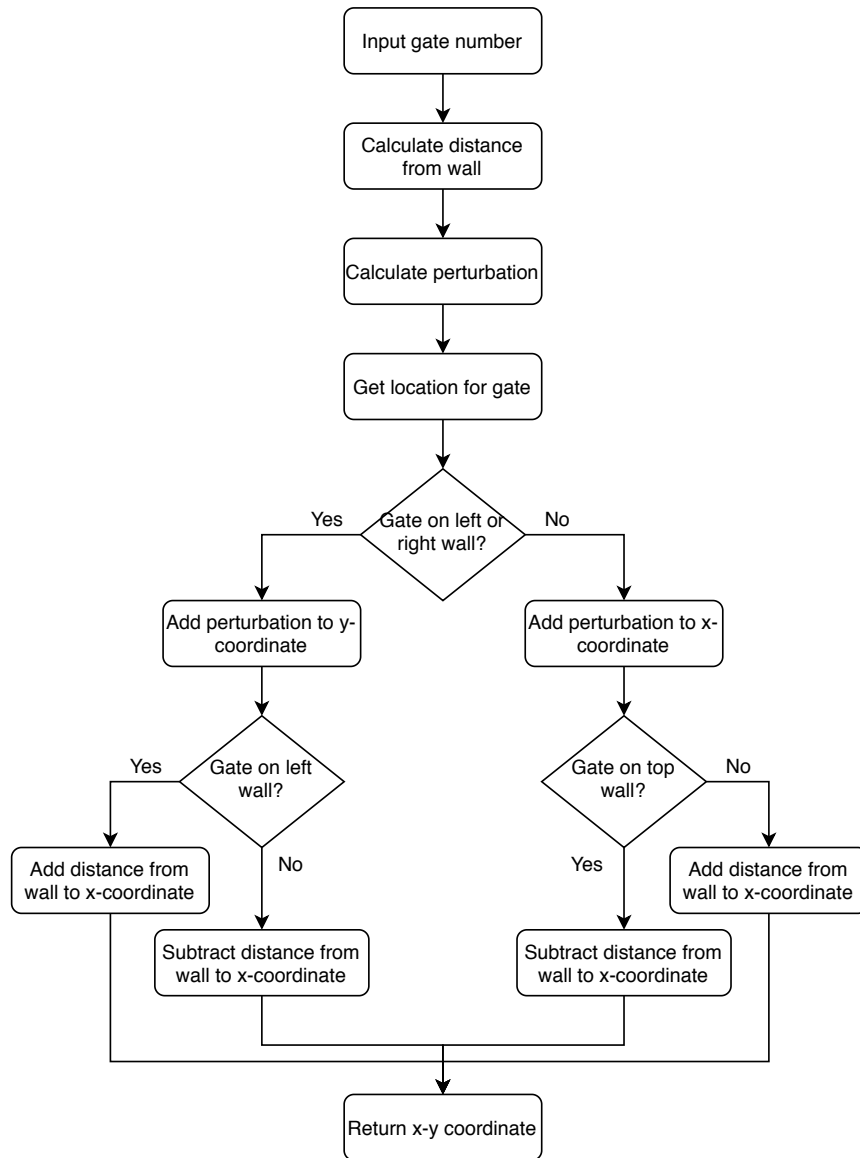 Input gate number
Calculate distance
from wall
Calculate perturbation
Get location for gate
Yes
Gate on left or
right wall?
No
Add perturbation to y-
coordinate
Add perturbation to x-
coordinate
Yes
Gate on left
wall?
Gate on top
wall?
No
Add distance from
wall to x-coordinate
No
Yes
Add distance from
wall to x-coordinate
Subtract distance from
wall to x-coordinate
Subtract distance from
wall to x-coordinate
Return x-y coordinate